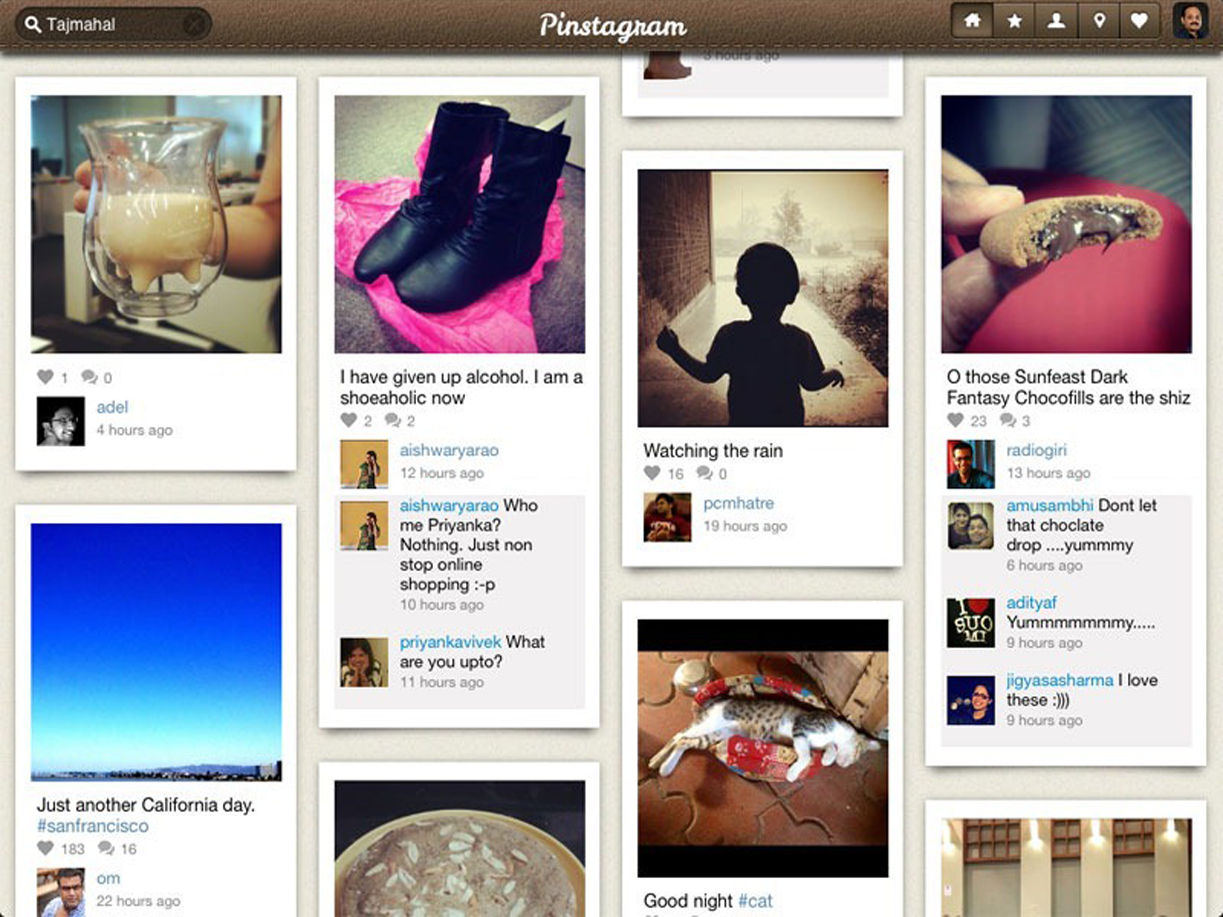 Tajmahal
Pinstagram
1 0
adel
4 hours ago
Just another California day.
#sanfrancisco
183 16
om
22 hours ago
I have given up alcohol. I am a
shoeaholic now
2 2
aishwaryarao
12 hours ago
aishwaryarao Who
me Priyanka?
Nothing. Just non
stop online
shopping :-p
10 hours ago
priyankavivek What
are you upto?
11 hours ago
3 hours ago
Watching the rain
16 0
pcmhatre
19 hours ago
Good night #cat
O those Sunfeast Dark
Fantasy Chocofills are the shiz
23 3
radiogiri
13 hours ago
amusambhi Dont let
that choclate
drop ....yummmy
6 hours ago
I
SUO
MI
adityaf
Yummmmmmmy.....
9 hours ago
jigyasasharma I love
these :)))
9 hours ago